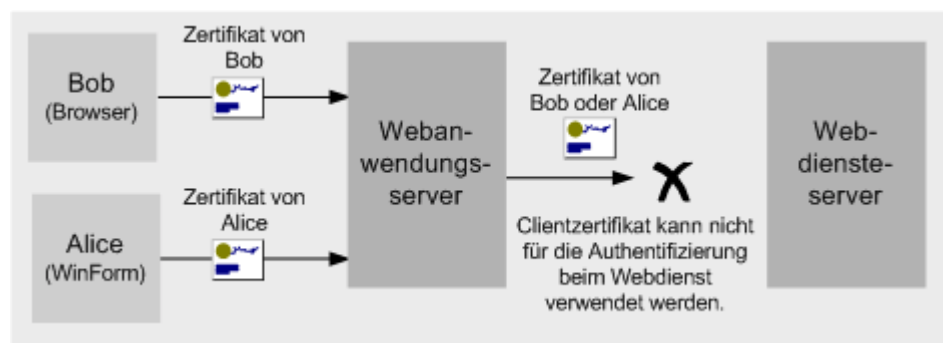 Bob
(Browser)
Zertifikat von
Bob
Alice
(WinForm)
Zertifikat von
Alice
Weban-
wendungs-
server
Zertifikat von
Bob oder Alice
X
Clientzertifikat kann nicht
für die Authentifizierung
beim Webdienst
verwendet werden.
Web-
dienste-
server